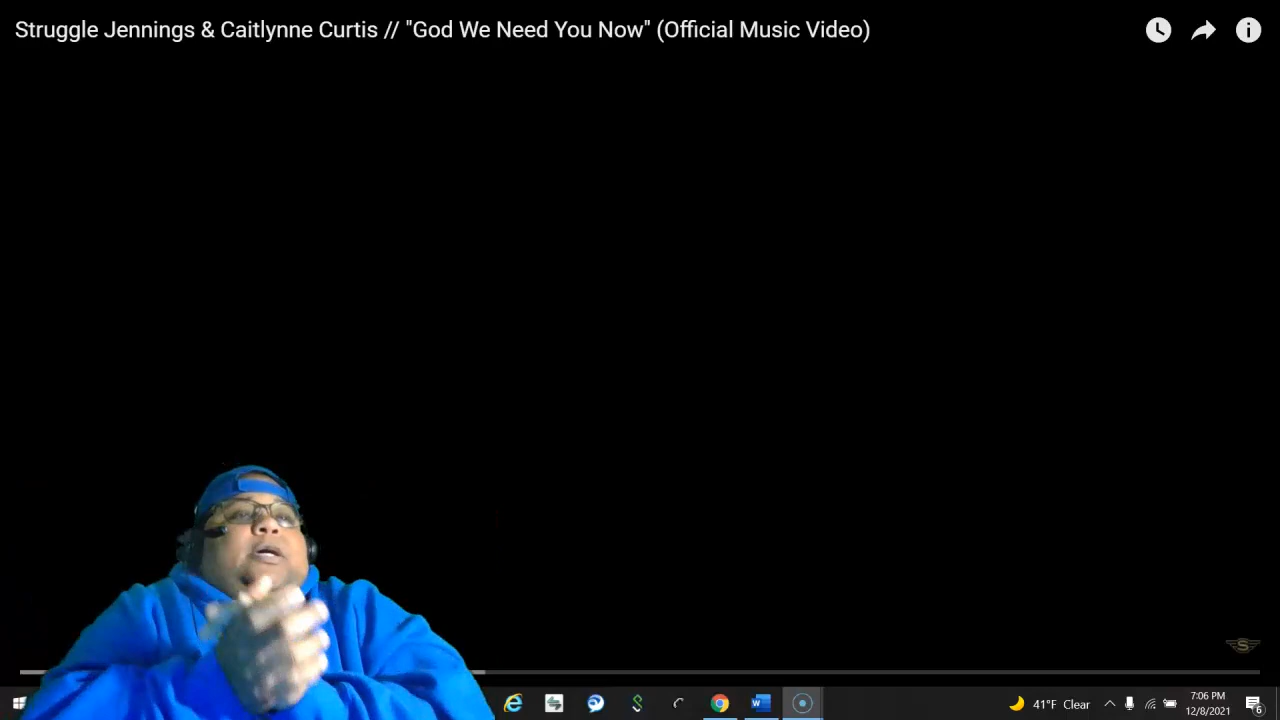 Struggle Jennings & Caitlynne Curtis // "God We Need You Now" (Official Music Video)
S
41°F Clear
7:06 PM
12/8/2021
6